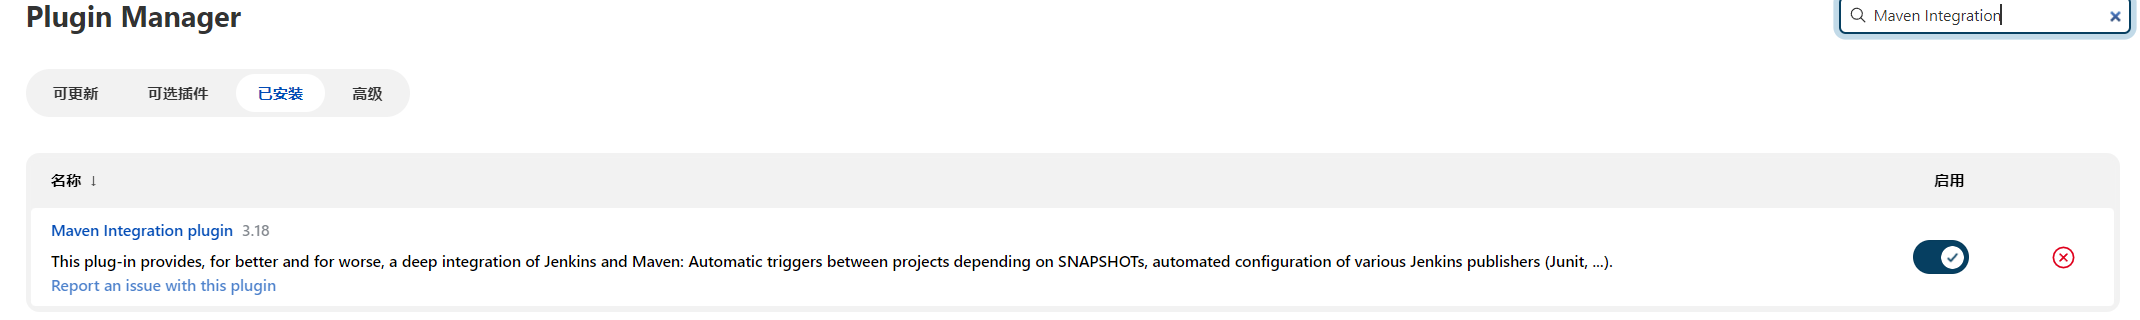 Plugin Manager
Maven Integration
可更新 可选插件 已安装 高级
名称 ↓ 启用
Maven Integration plugin 3.18
This plug-in provides, for better and for worse, a deep integration of Jenkins and Maven: Automatic triggers between projects depending on SNAPSHOTs, automated configuration of various Jenkins publishers (Junit, ...).
Report an issue with this plugin